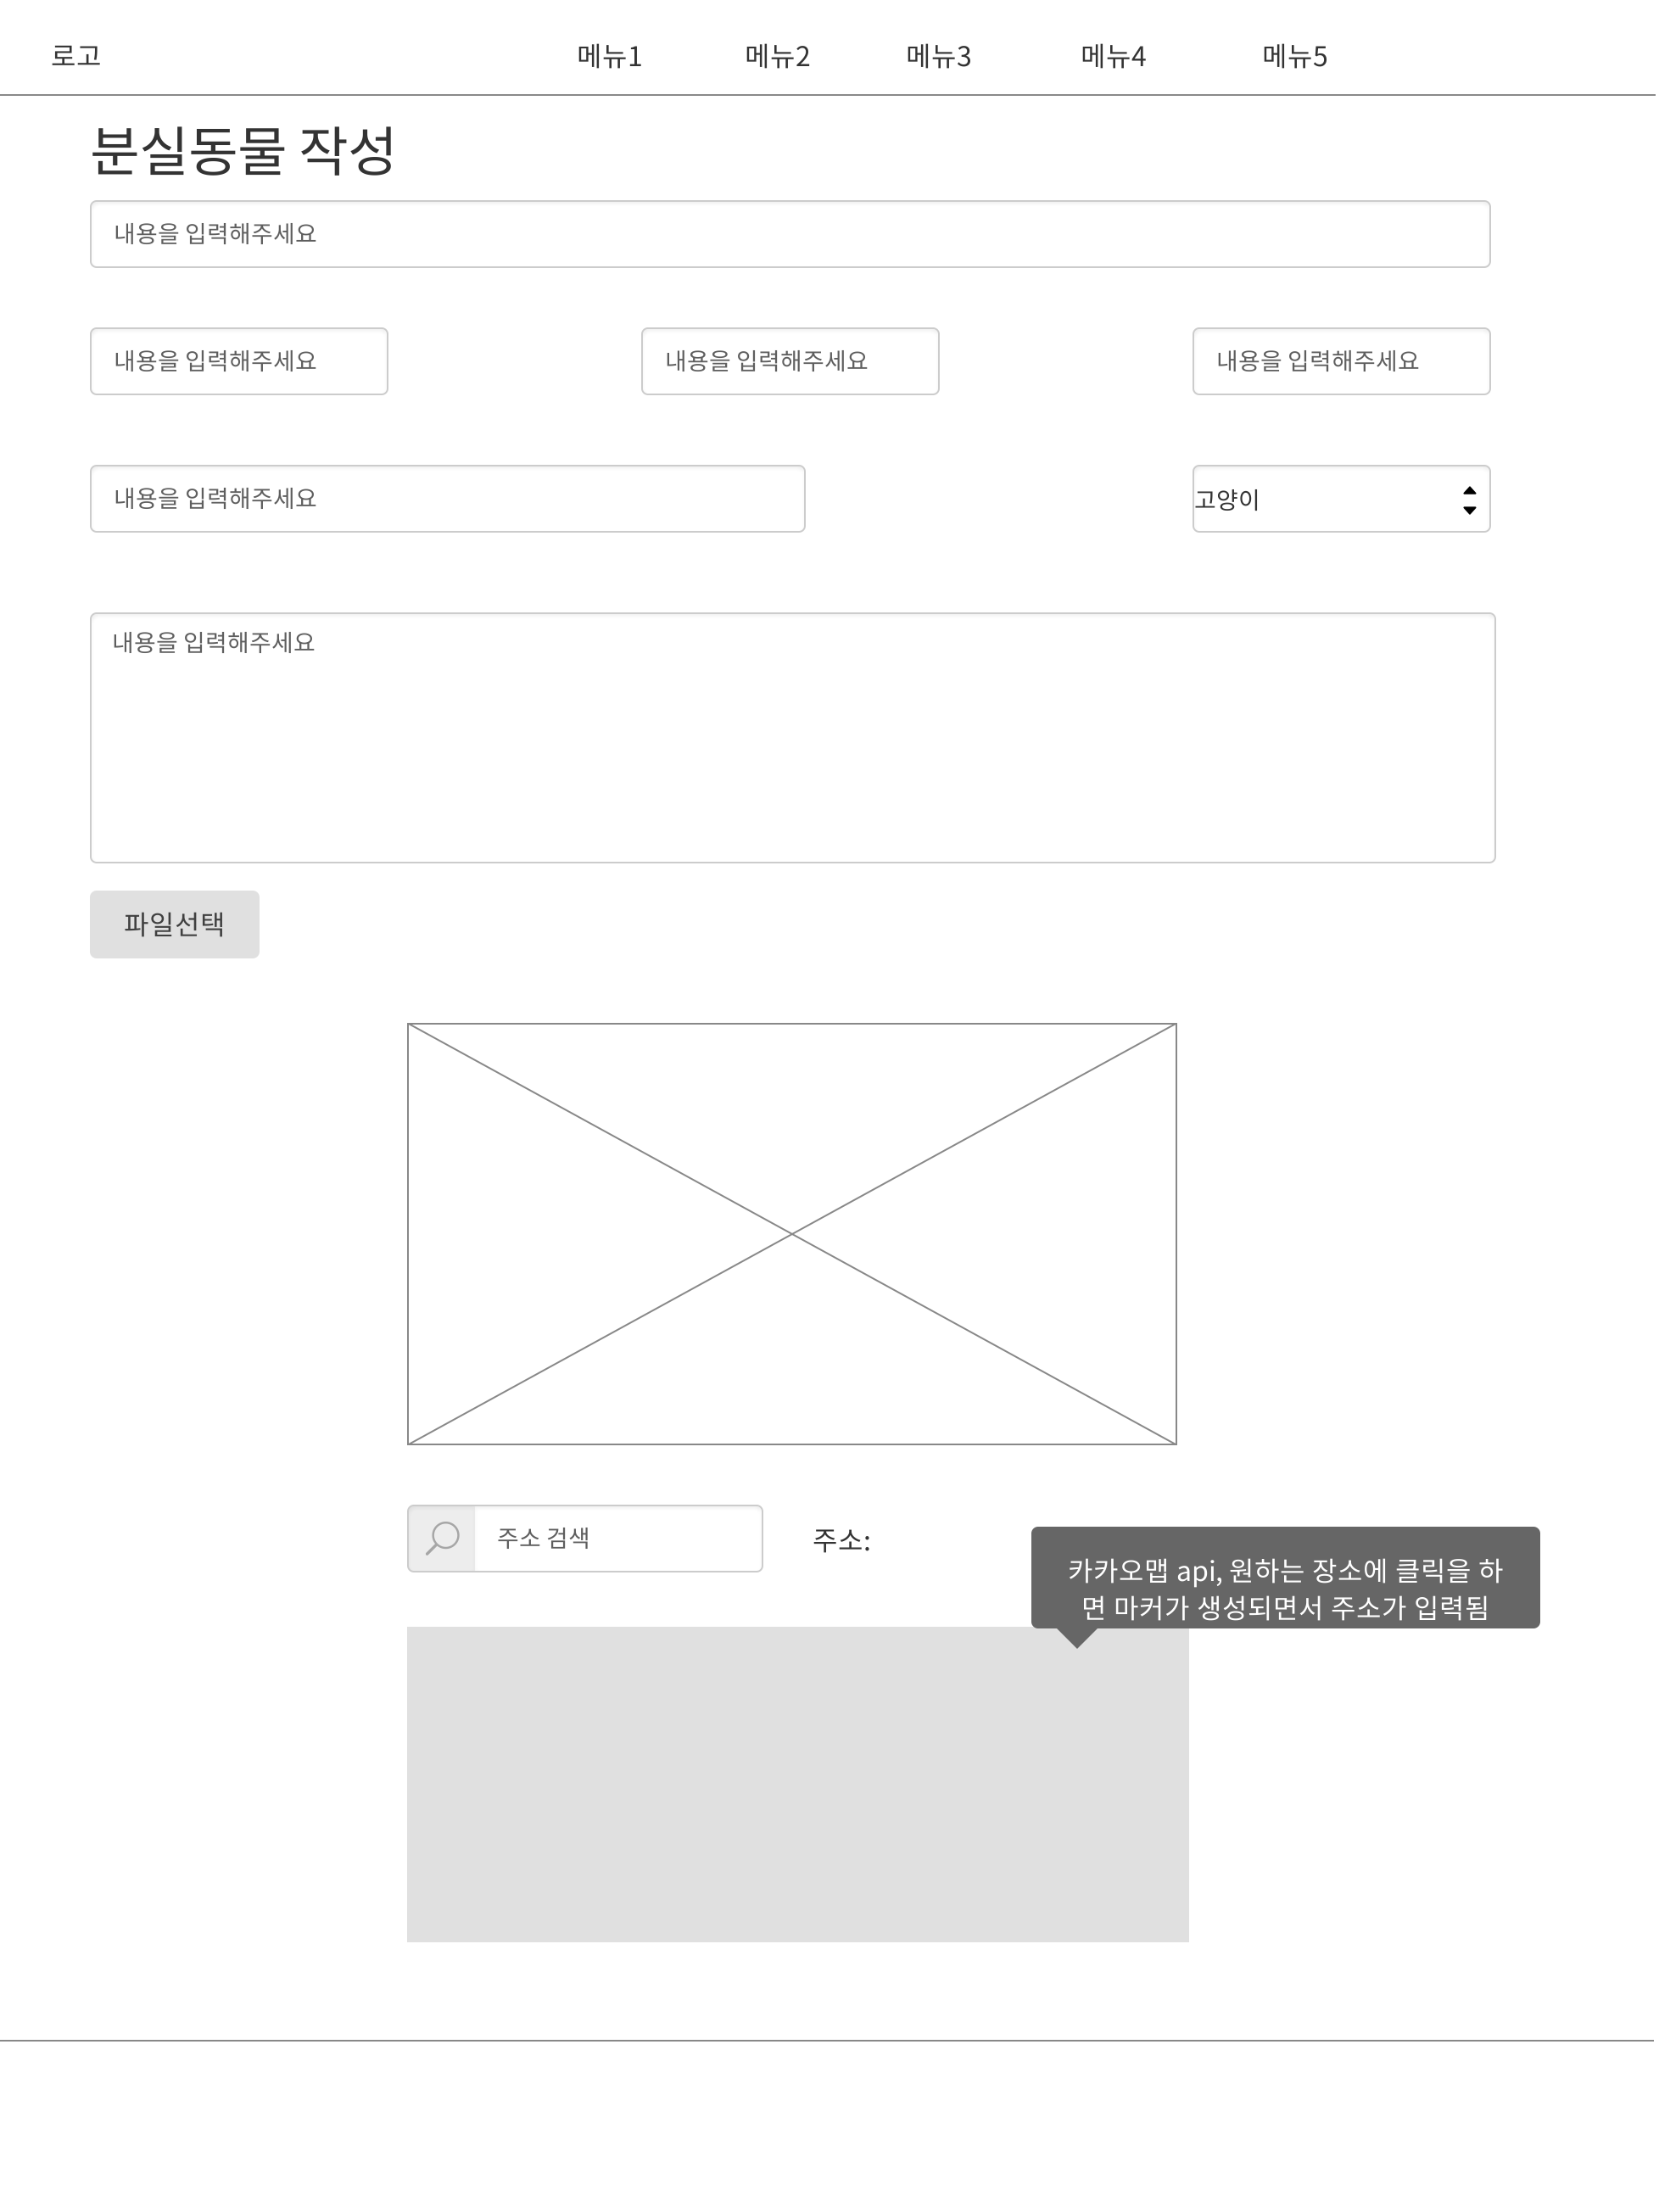 로고 메뉴1 메뉴2 메뉴3 메뉴4 메뉴5
분실동물 작성
내용을 입력해주세요
내용을 입력해주세요 내용을 입력해주세요 내용을 입력해주세요
내용을 입력해주세요 고양이
내용을 입력해주세요
파일선택
주소 검색 주소:
카카오맵 api, 원하는 장소에 클릭을 하
면 마커가 생성되면서 주소가 입력됨